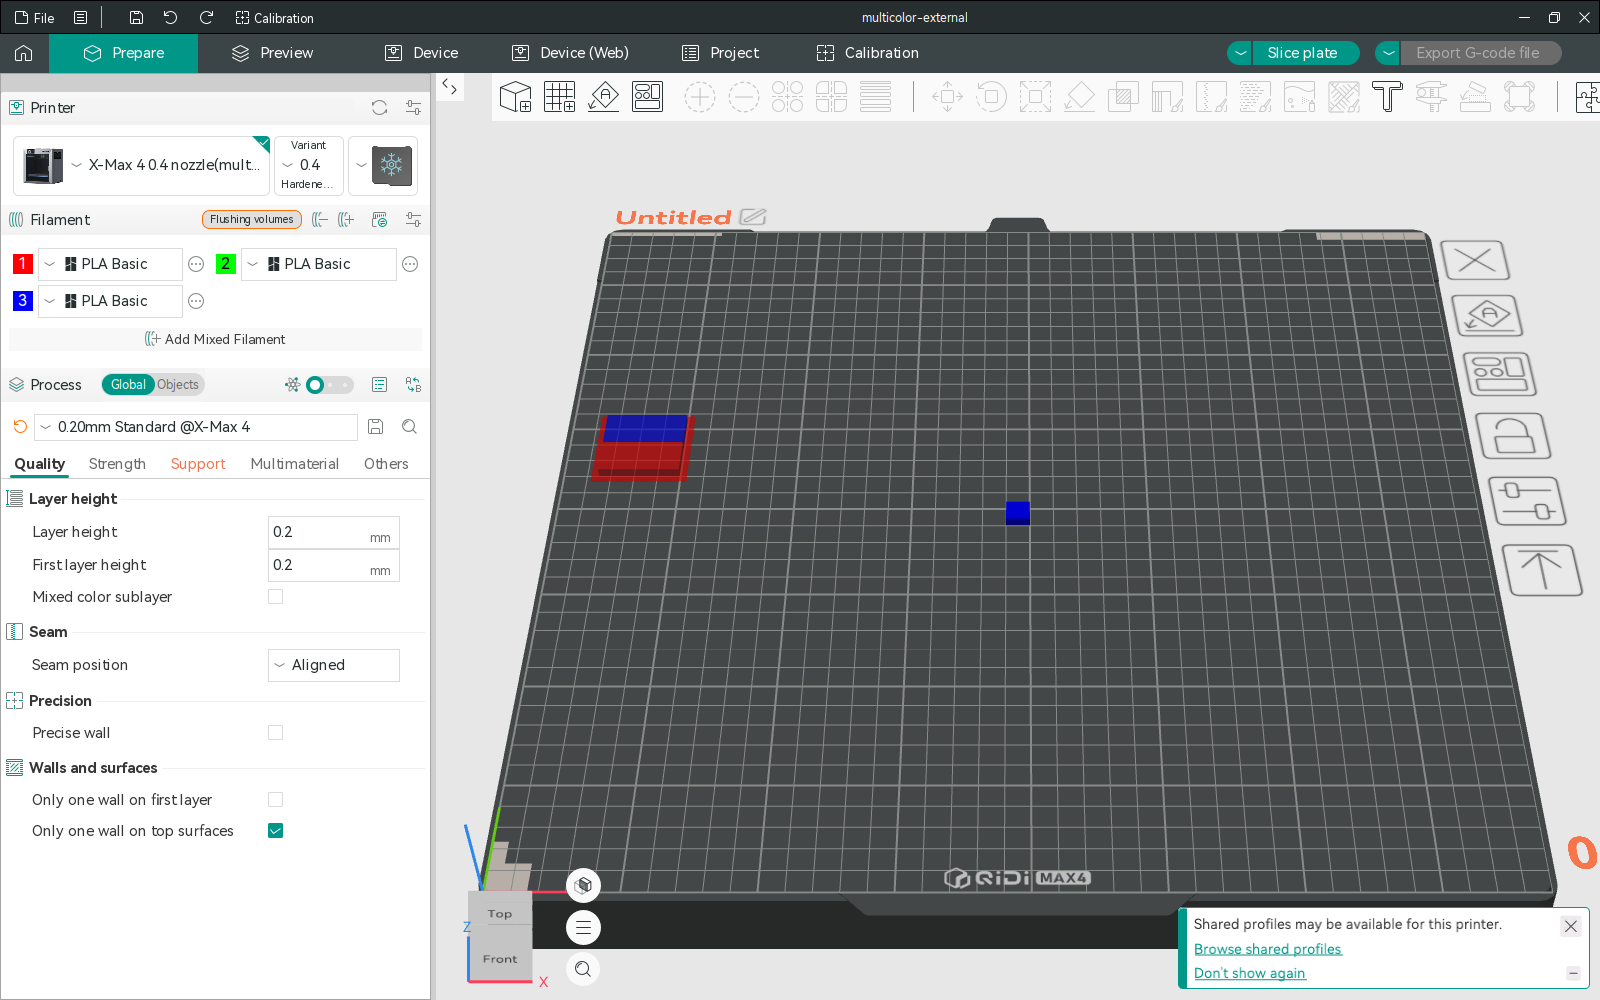 File
Calibration
multicolor-external
Prepare
Preview
Device
Device (Web)
Project
Calibration
Slice plate
Export G-code file
Printer
X-Max 4 0.4 nozzle(mult...
Variant
0.4
Hardene...
Filament
Flushing volumes
1 PLA Basic
2 PLA Basic
3 PLA Basic
Add Mixed Filament
Process
Global Objects
0.20mm Standard @X-Max 4
Quality Strength Support Multimaterial Others
Layer height
Layer height 0.2 mm
First layer height 0.2 mm
Mixed color sublayer
Seam
Seam position Aligned
Precision
Precise wall
Walls and surfaces
Only one wall on first layer
Only one wall on top surfaces
Untitled
QIDI MAX4
0
Top
Front
Z
X
Shared profiles may be available for this printer.
Browse shared profiles
Don't show again